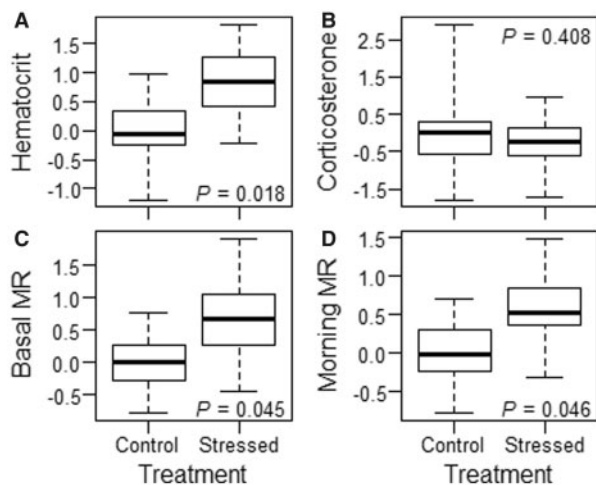 A
Hematocrit
1.5
1.0
0.5
0.0
-0.5
-1.0
P = 0.018
B
Corticosterone
2.5
1.5
0.5
-0.5
-1.5
P = 0.408
C
Basal MR
1.5
1.0
0.5
0.0
-0.5
P = 0.045
Control Stressed
Treatment
D
Morning MR
1.5
1.0
0.5
0.0
-0.5
P = 0.046
Control Stressed
Treatment